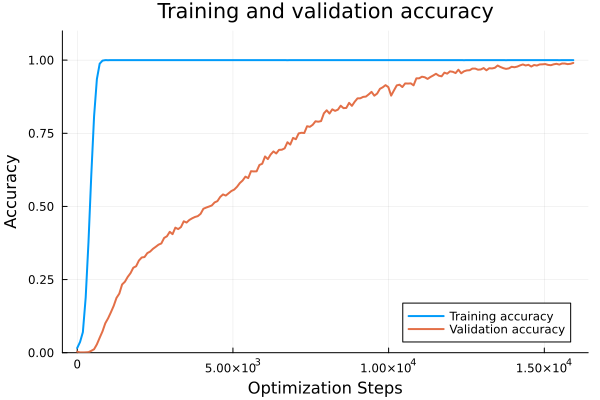 Training and validation accuracy
Accuracy
1.00
0.75
0.50
0.25
0.00
0
5.00×10³
1.00×10⁴
1.50×10⁴
Optimization Steps
Training accuracy
Validation accuracy